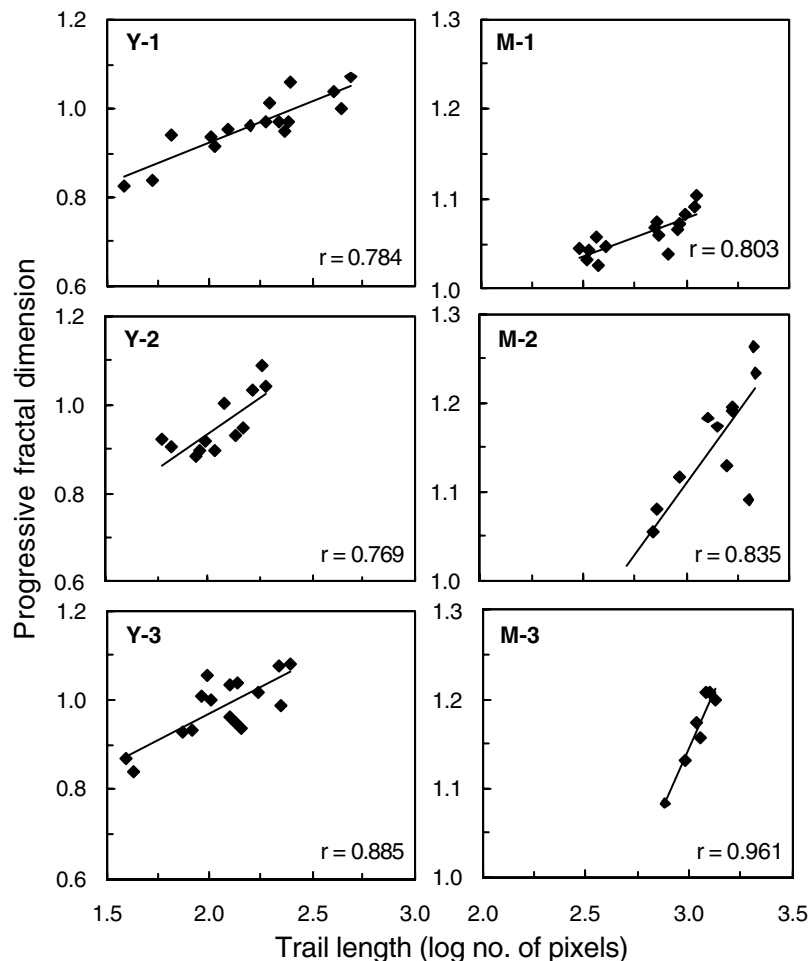 Progressive fractal dimension
Y-1
1.2
1.0
0.8
0.6
r = 0.784
M-1
1.3
1.2
1.1
1.0
r = 0.803
Y-2
1.2
1.0
0.8
0.6
r = 0.769
M-2
1.3
1.2
1.1
1.0
r = 0.835
Y-3
1.2
1.0
0.8
0.6
r = 0.885
1.5 2.0 2.5 3.0
M-3
1.3
1.2
1.1
1.0
r = 0.961
2.0 2.5 3.0 3.5
Trail length (log no. of pixels)